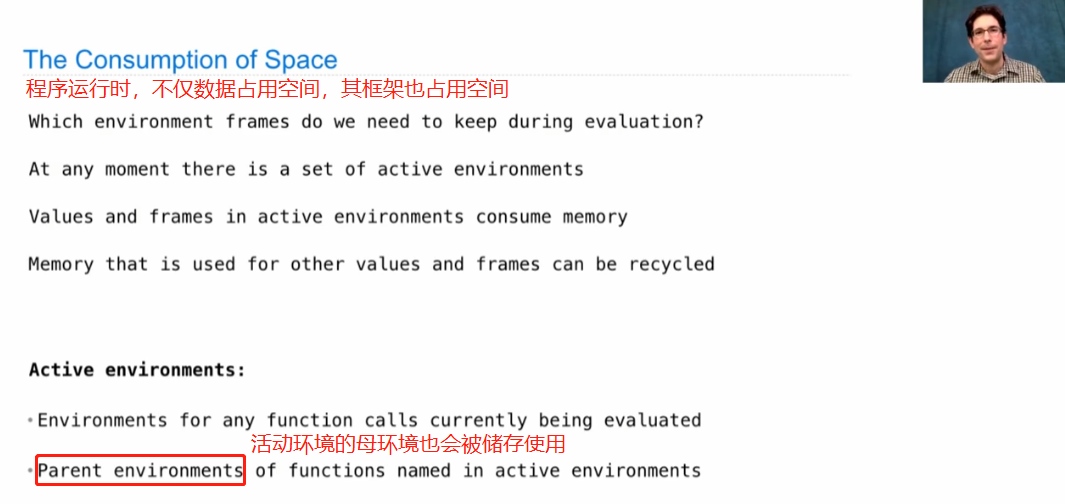 The Consumption of Space
程序运行时，不仅数据占用空间，其框架也占用空间
Which environment frames do we need to keep during evaluation?
At any moment there is a set of active environments
Values and frames in active environments consume memory
Memory that is used for other values and frames can be recycled
Active environments:
•Environments for any function calls currently being evaluated
活动环境的母环境也会被储存使用
•Parent environments of functions named in active environments